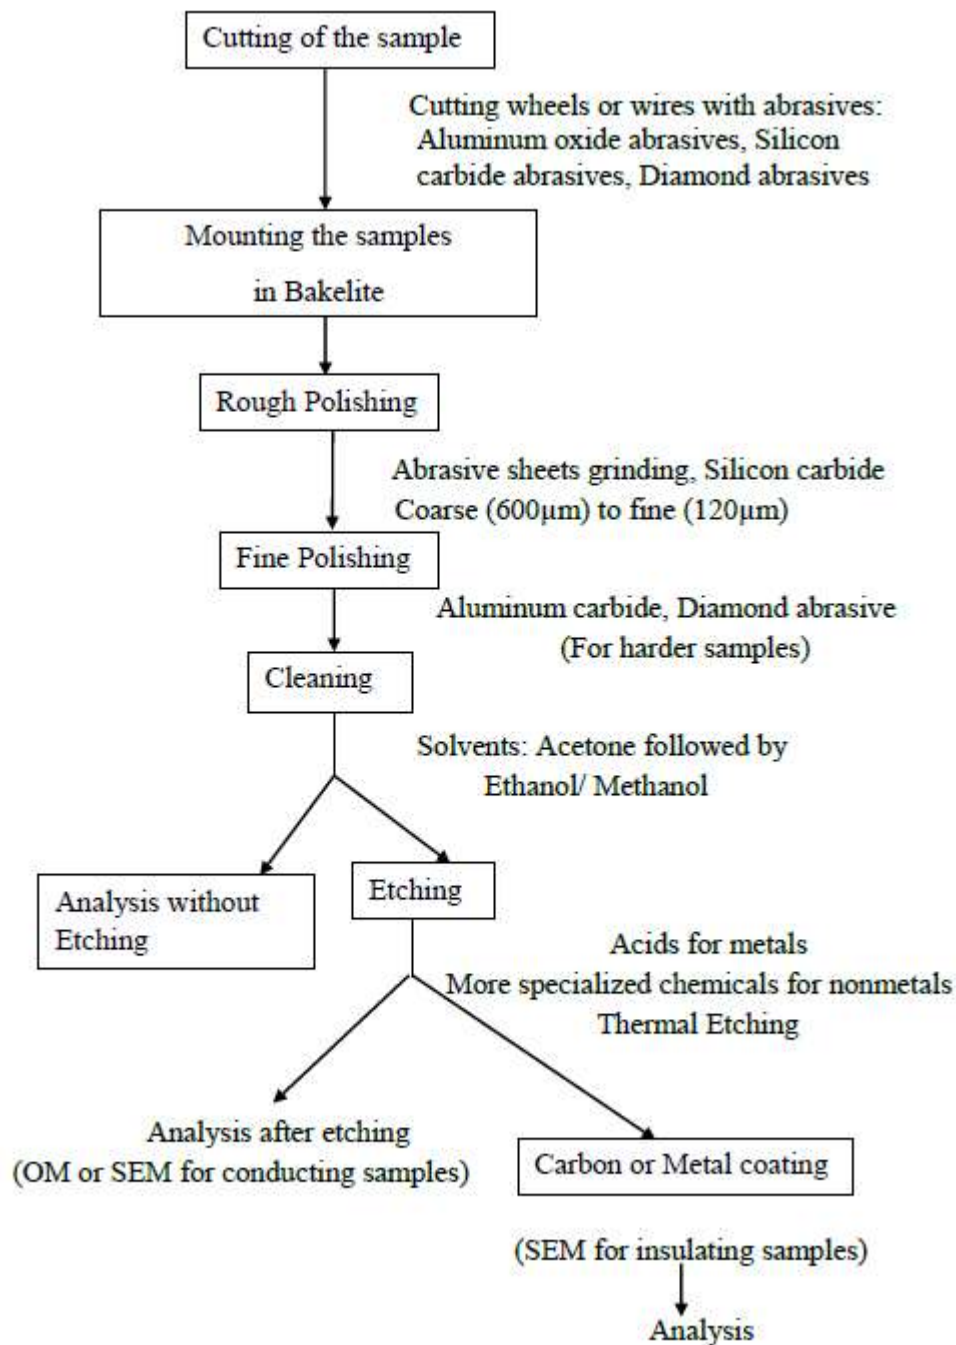 Cutting of the sample
Cutting wheels or wires with abrasives:
Aluminum oxide abrasives, Silicon
carbide abrasives, Diamond abrasives
Mounting the samples
in Bakelite
Rough Polishing
Abrasive sheets grinding, Silicon carbide
Coarse (600μm) to fine (120μm)
Fine Polishing
Aluminum carbide, Diamond abrasive
(For harder samples)
Cleaning
Solvents: Acetone followed by
Ethanol/ Methanol
Analysis without
Etching
Etching
Acids for metals
More specialized chemicals for nonmetals
Thermal Etching
Analysis after etching
(OM or SEM for conducting samples)
Carbon or Metal coating
(SEM for insulating samples)
Analysis